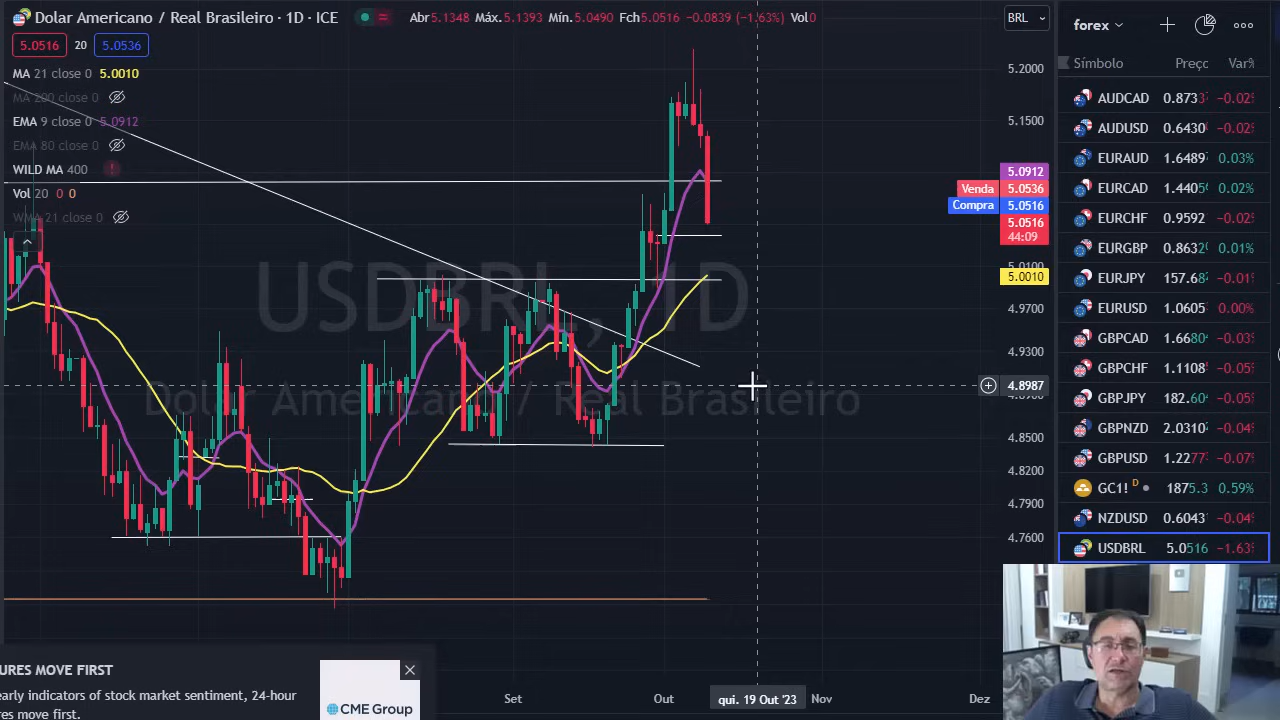 Dolar Americano / Real Brasileiro · 1D · ICE
Abr5.1348 Máx.5.1393 Mín.5.0490 Fch5.0516 -0.0839 (-1.63%) Vol0
5.0516 20 5.0536
MA 21 close 0 5.0010
MA 200 close 0
EMA 9 close 0 5.0912
EMA 80 close 0
WILD MA 400
Vol 20 0 0
WMA 21 close 0
USDBRL, 1D
Dolar Americano / Real Brasileiro
BRL
5.2000
5.1500
5.0912
Venda 5.0536
Compra 5.0516
5.0516
44:09
5.0100
5.0010
4.9700
4.9300
4.8987
4.8500
4.8200
4.7900
4.7600
Set Out qui. 19 Out '23 Nov Dez
forex
Símbolo Preço Var%
AUDCAD 0.8733 -0.02
AUDUSD 0.6430 -0.02
EURAUD 1.6489 0.03%
EURCAD 1.4405 0.02%
EURCHF 0.9592 -0.02
EURGBP 0.8632 0.01%
EURJPY 157.68 -0.01
EURUSD 1.0605 0.00%
GBPCAD 1.6680 -0.04
GBPCHF 1.1108 -0.05
GBPJPY 182.60 -0.05
GBPNZD 2.0310 -0.04
GBPUSD 1.2277 -0.07
GC1! D 1875.3 0.59%
NZDUSD 0.6043 -0.04
USDBRL 5.0516 -1.63
URES MOVE FIRST
early indicators of stock market sentiment, 24-hour
res move first.
CME Group